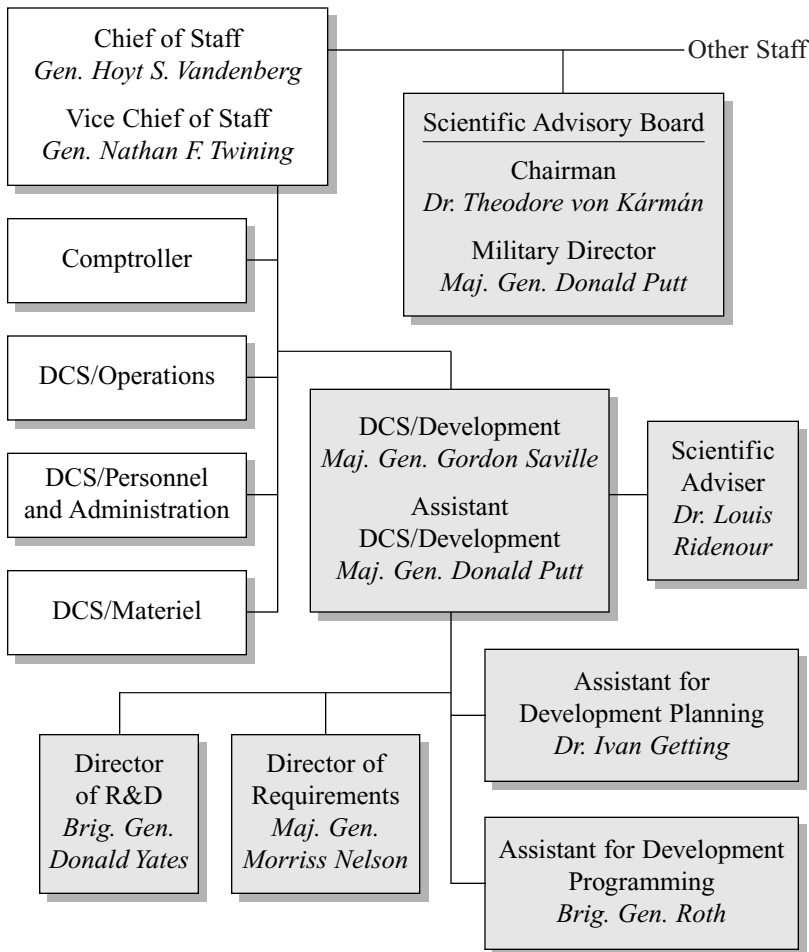 Chief of Staff
Gen. Hoyt S. Vandenberg
Vice Chief of Staff
Gen. Nathan F. Twining
Other Staff
Scientific Advisory Board
Chairman
Dr. Theodore von Kármán
Military Director
Maj. Gen. Donald Putt
Comptroller
DCS/Operations
DCS/Personnel
and Administration
DCS/Materiel
DCS/Development
Maj. Gen. Gordon Saville
Assistant
DCS/Development
Maj. Gen. Donald Putt
Scientific
Adviser
Dr. Louis
Ridenour
Director
of R&D
Brig. Gen.
Donald Yates
Director of
Requirements
Maj. Gen.
Morriss Nelson
Assistant for
Development Planning
Dr. Ivan Getting
Assistant for Development
Programming
Brig. Gen. Roth